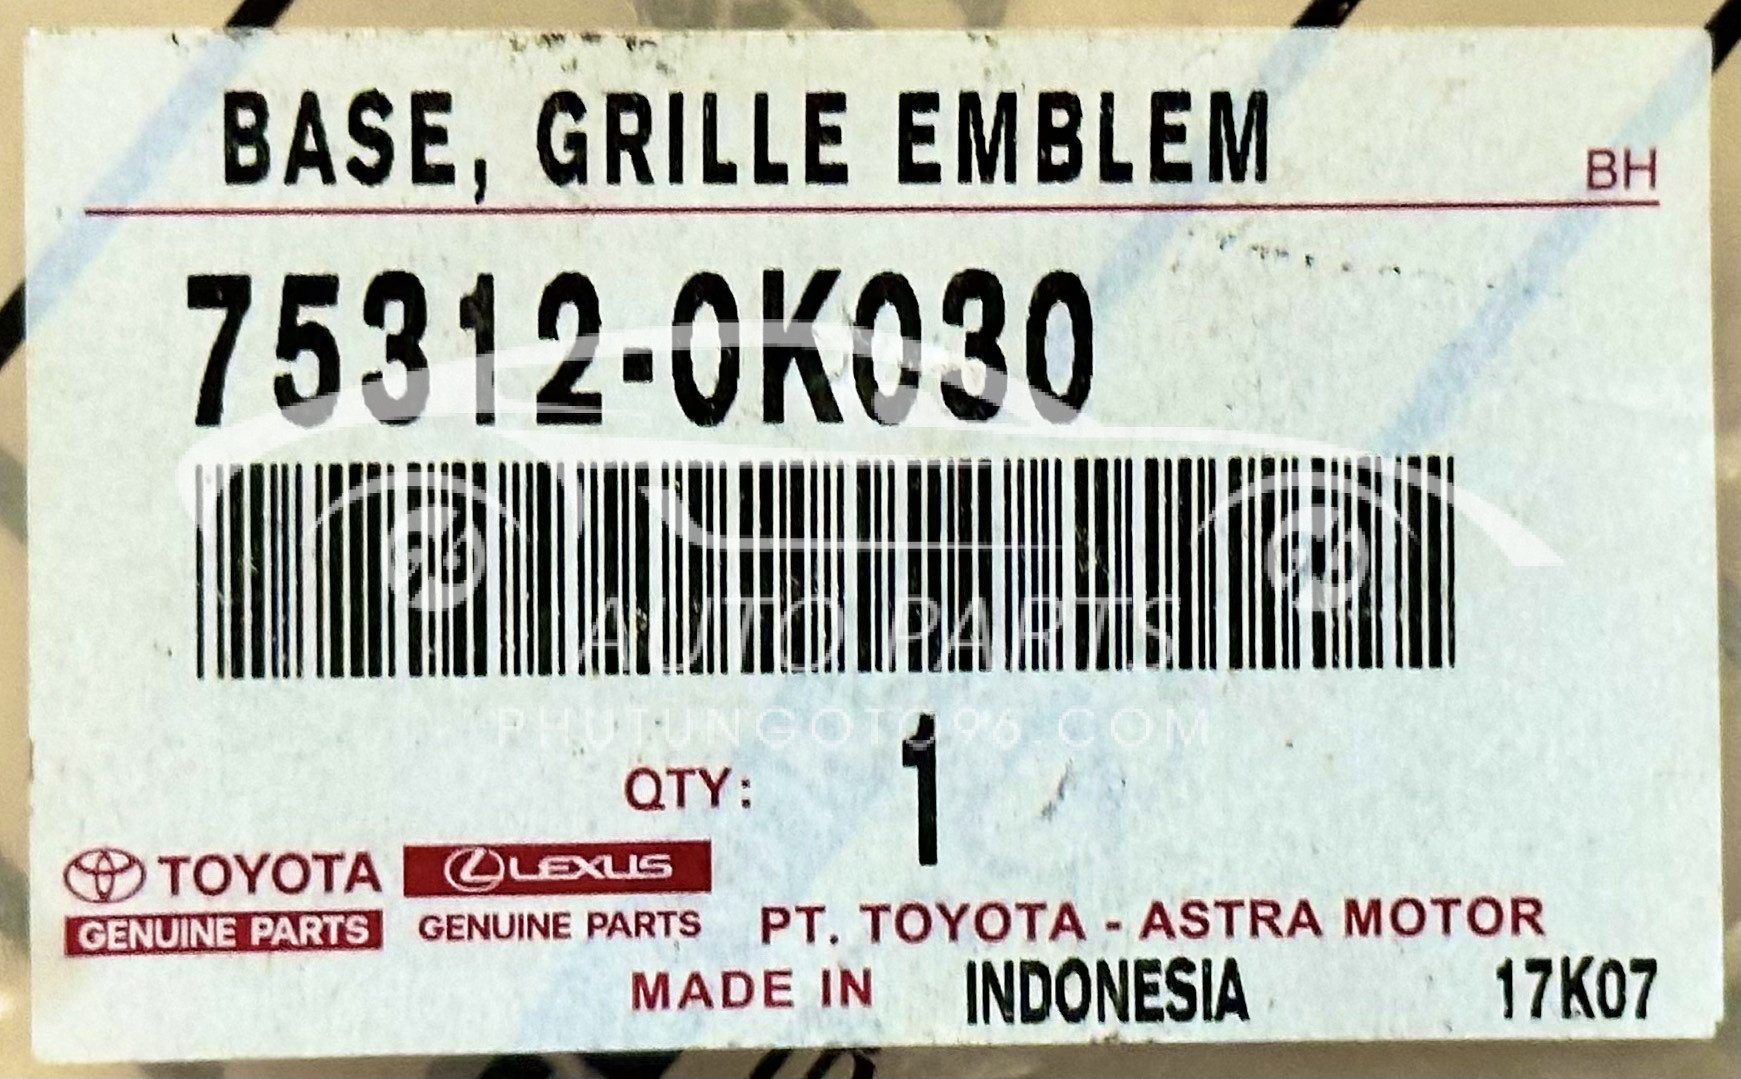 BASE, GRILLE EMBLEM
BH
75312-0K030
AUTO PARTS
PHUTUNGOTO96.COM
QTY: 1
TOYOTA
GENUINE PARTS
LEXUS
GENUINE PARTS
PT. TOYOTA - ASTRA MOTOR
MADE IN INDONESIA 17K07